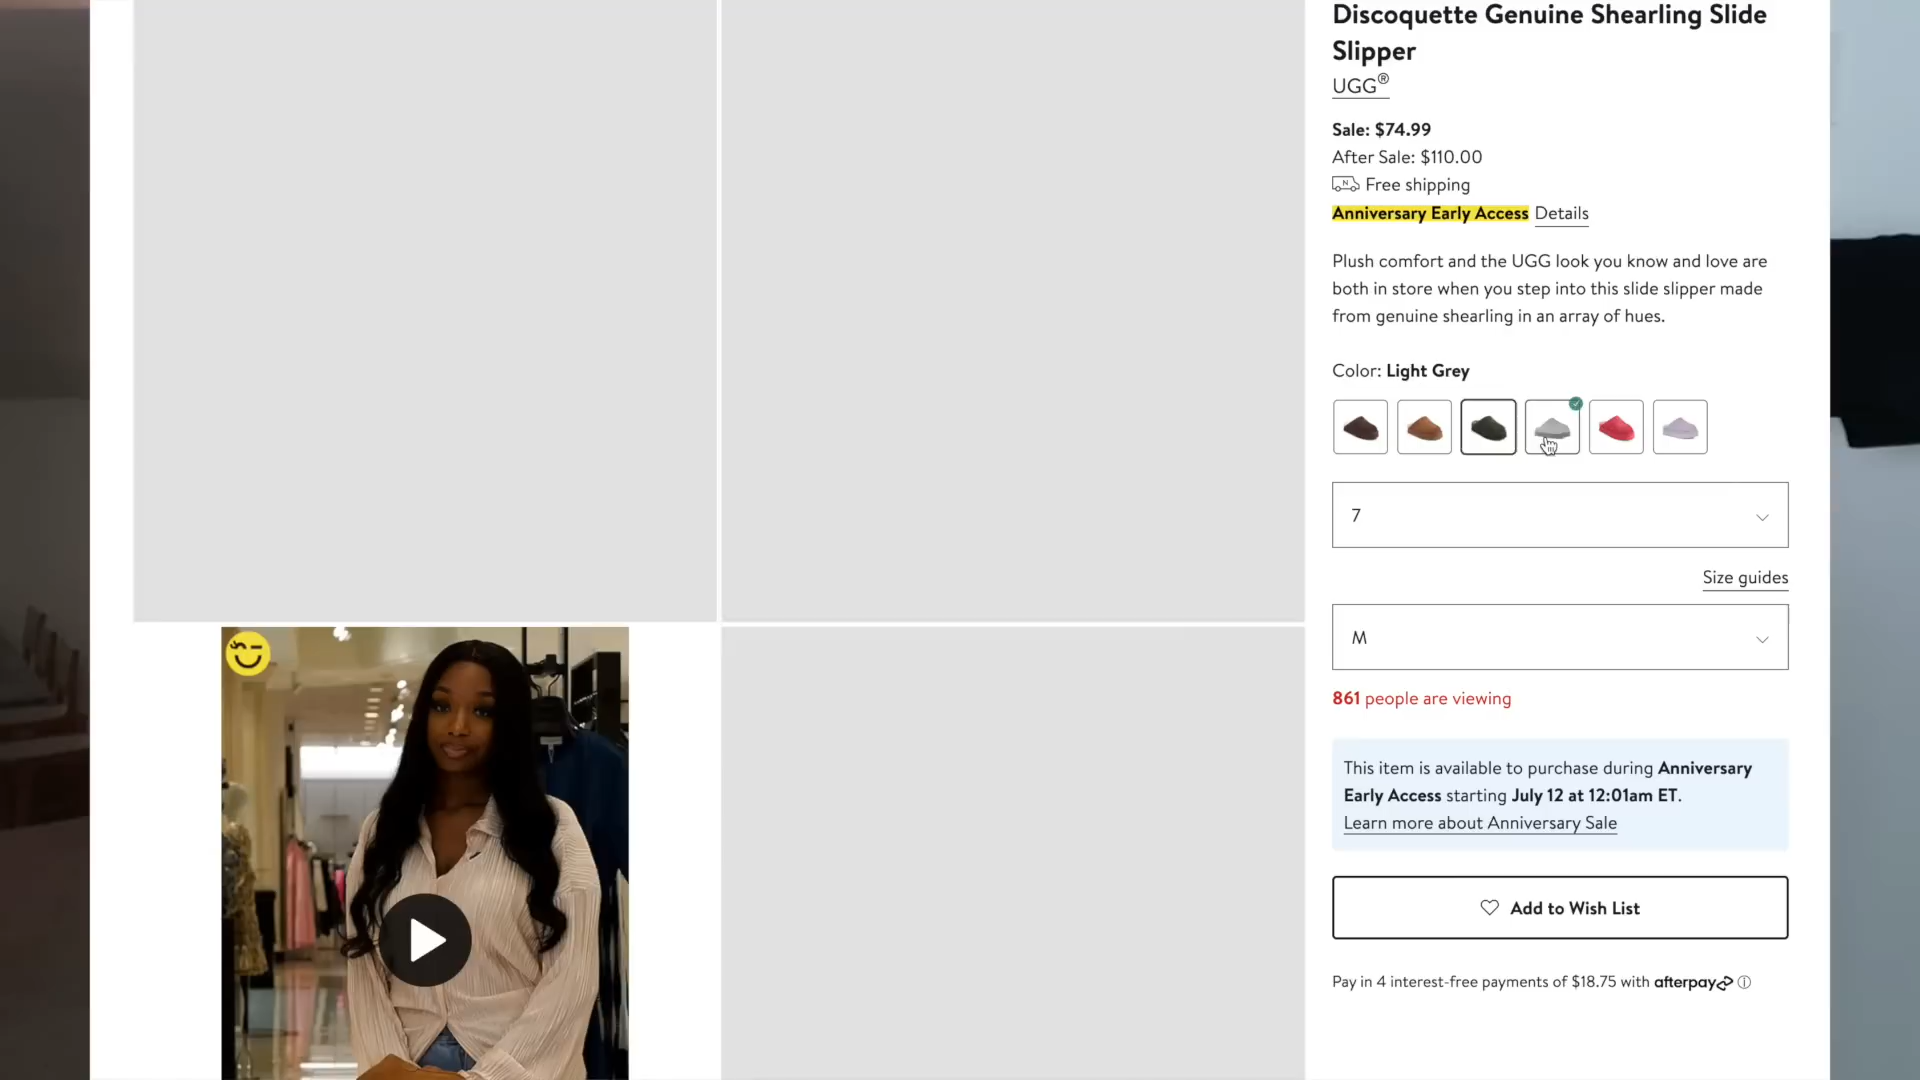 Discoquette Genuine Shearling Slide
Slipper
UGG®
Sale: $74.99
After Sale: $110.00
N Free shipping
Anniversary Early Access Details
Plush comfort and the UGG look you know and love are
both in store when you step into this slide slipper made
from genuine shearling in an array of hues.
Color: Light Grey
7
Size guides
M
861 people are viewing
This item is available to purchase during Anniversary
Early Access starting July 12 at 12:01am ET.
Learn more about Anniversary Sale
Add to Wish List
Pay in 4 interest-free payments of $18.75 with afterpay